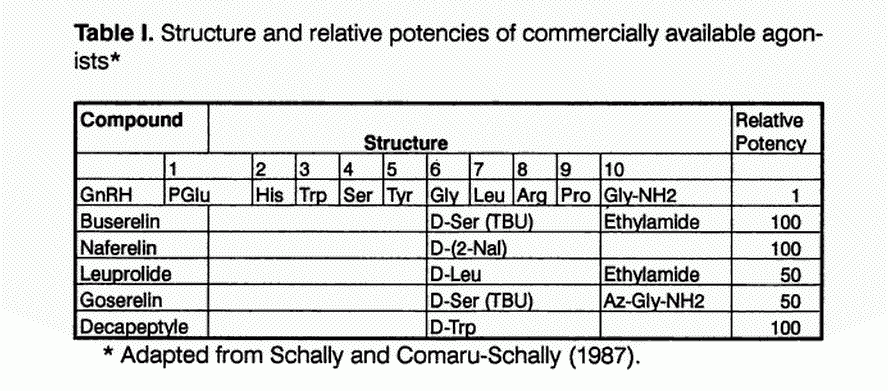 Table I. Structure and relative potencies of commercially available agon-
ists*
Compound Structure Relative Potency
1 2 3 4 5 6 7 8 9 10
GnRH PGlu His Trp Ser Tyr Gly Leu Arg Pro Gly-NH2 1
Buserelin D-Ser (TBU) Ethylamide 100
Naferelin D-(2-Nal) 100
Leuprolide D-Leu Ethylamide 50
Goserelin D-Ser (TBU) Az-Gly-NH2 50
Decapeptyle D-Trp 100
* Adapted from Schally and Comaru-Schally (1987).